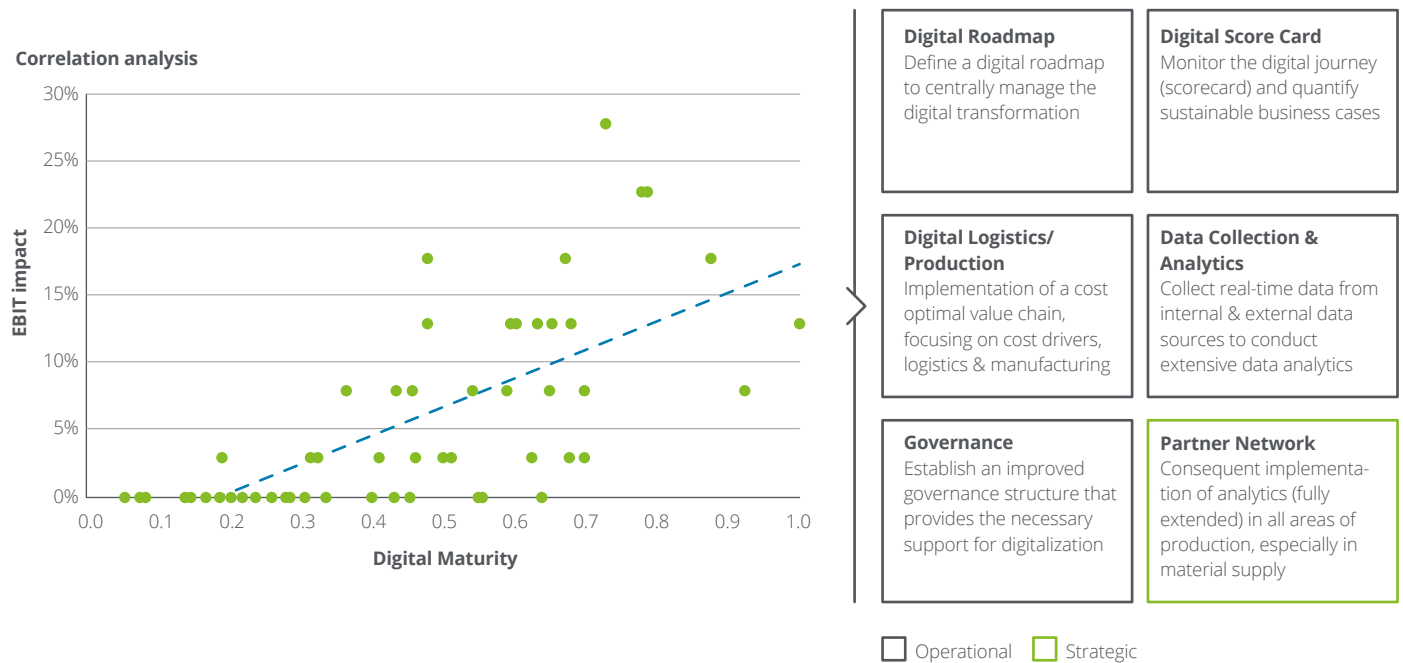 Correlation analysis
30%
25%
20%
15%
10%
5%
0%
EBIT impact
0.0
0.1
0.2
0.3
0.4
0.5
0.6
0.7
0.8
0.9
1.0
Digital Maturity
Digital Roadmap
Define a digital roadmap
to centrally manage the
digital transformation
Digital Score Card
Monitor the digital journey
(scorecard) and quantify
sustainable business cases
Digital Logistics/
Production
Implementation of a cost
optimal value chain,
focusing on cost drivers,
logistics & manufacturing
Data Collection &
Analytics
Collect real-time data from
internal & external data
sources to conduct
extensive data analytics
Governance
Establish an improved
governance structure that
provides the necessary
support for digitalization
Partner Network
Consequent implementa-
tion of analytics (fully
extended) in all areas of
production, especially in
material supply
Operational
Strategic